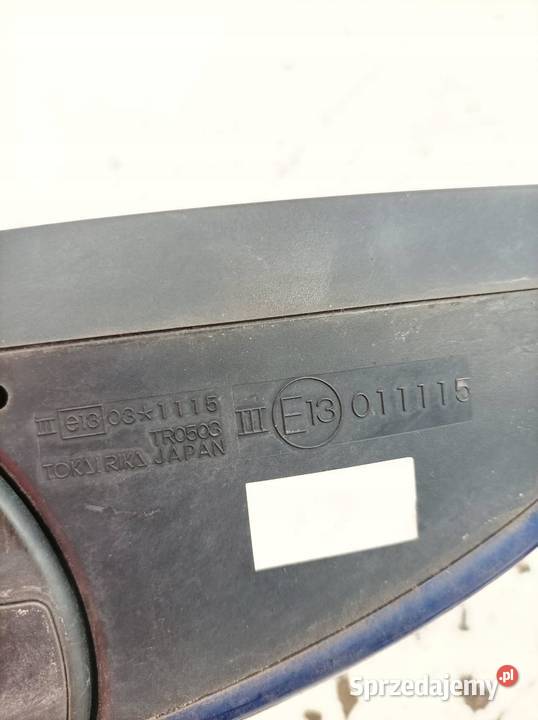 III e13 03*1115
TR0503
TOKAI RIKA JAPAN
III E13 011115
Sprzedajemy.pl